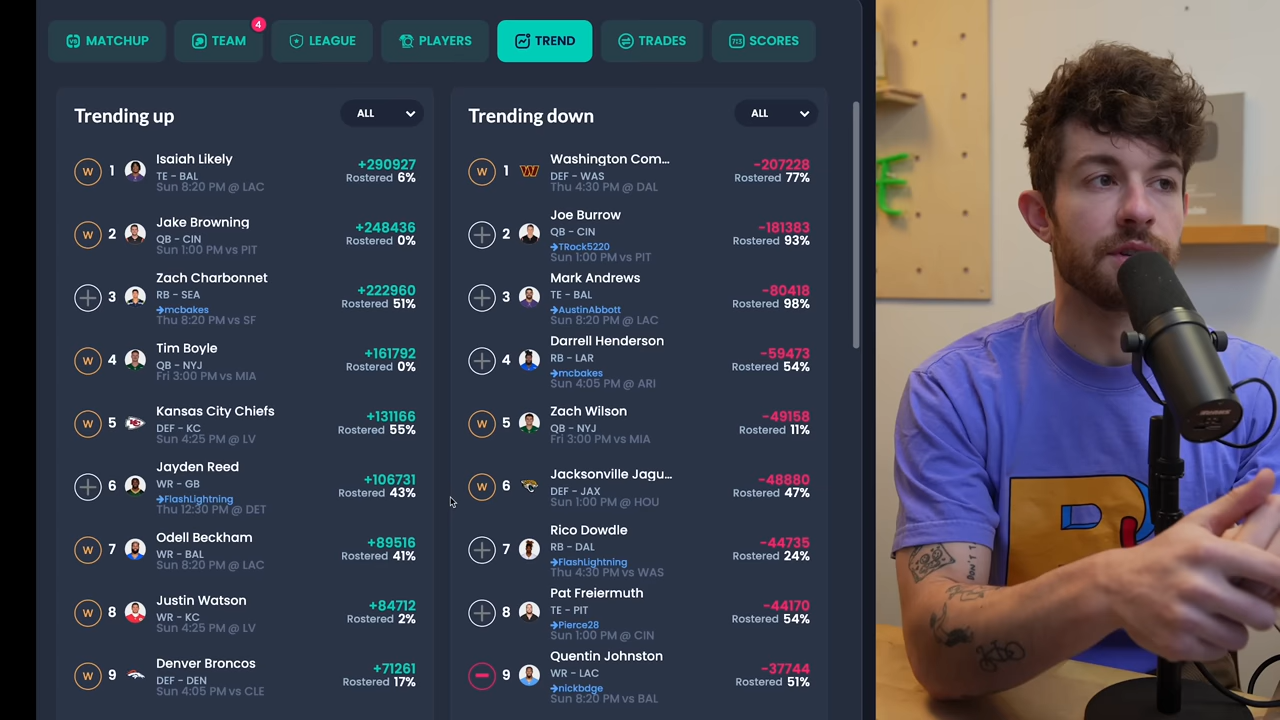 MATCHUP
TEAM
4
LEAGUE
PLAYERS
TREND
TRADES
SCORES
Trending up
ALL
W 1 Isaiah Likely
TE - BAL
Sun 8:20 PM @ LAC
+290927
Rostered 6%
W 2 Jake Browning
QB - CIN
Sun 1:00 PM vs PIT
+248436
Rostered 0%
3 Zach Charbonnet
RB - SEA
mcbakes
Thu 8:20 PM vs SF
+222960
Rostered 51%
W 4 Tim Boyle
QB - NYJ
Fri 3:00 PM vs MIA
+161792
Rostered 0%
W 5 Kansas City Chiefs
DEF - KC
Sun 4:25 PM @ LV
+131166
Rostered 55%
6 Jayden Reed
WR - GB
FlashLightning
Thu 12:30 PM @ DET
+106731
Rostered 43%
W 7 Odell Beckham
WR - BAL
Sun 8:20 PM @ LAC
+89516
Rostered 41%
W 8 Justin Watson
WR - KC
Sun 4:25 PM @ LV
+84712
Rostered 2%
W 9 Denver Broncos
DEF - DEN
Sun 4:05 PM vs CLE
+71261
Rostered 17%
Trending down
ALL
W 1 Washington Com...
DEF - WAS
Thu 4:30 PM @ DAL
-207228
Rostered 77%
2 Joe Burrow
QB - CIN
TRock5220
Sun 1:00 PM vs PIT
-181383
Rostered 93%
3 Mark Andrews
TE - BAL
AustinAbbott
Sun 8:20 PM @ LAC
-80418
Rostered 98%
4 Darrell Henderson
RB - LAR
mcbakes
Sun 4:05 PM @ ARI
-59473
Rostered 54%
W 5 Zach Wilson
QB - NYJ
Fri 3:00 PM vs MIA
-49158
Rostered 11%
W 6 Jacksonville Jagu...
DEF - JAX
Sun 1:00 PM @ HOU
-48880
Rostered 47%
7 Rico Dowdle
RB - DAL
FlashLightning
Thu 4:30 PM vs WAS
-44735
Rostered 24%
8 Pat Freiermuth
TE - PIT
Pierce28
Sun 1:00 PM @ CIN
-44170
Rostered 54%
9 Quentin Johnston
WR - LAC
nickbdge
Sun 8:20 PM vs BAL
-37744
Rostered 51%
DON'T